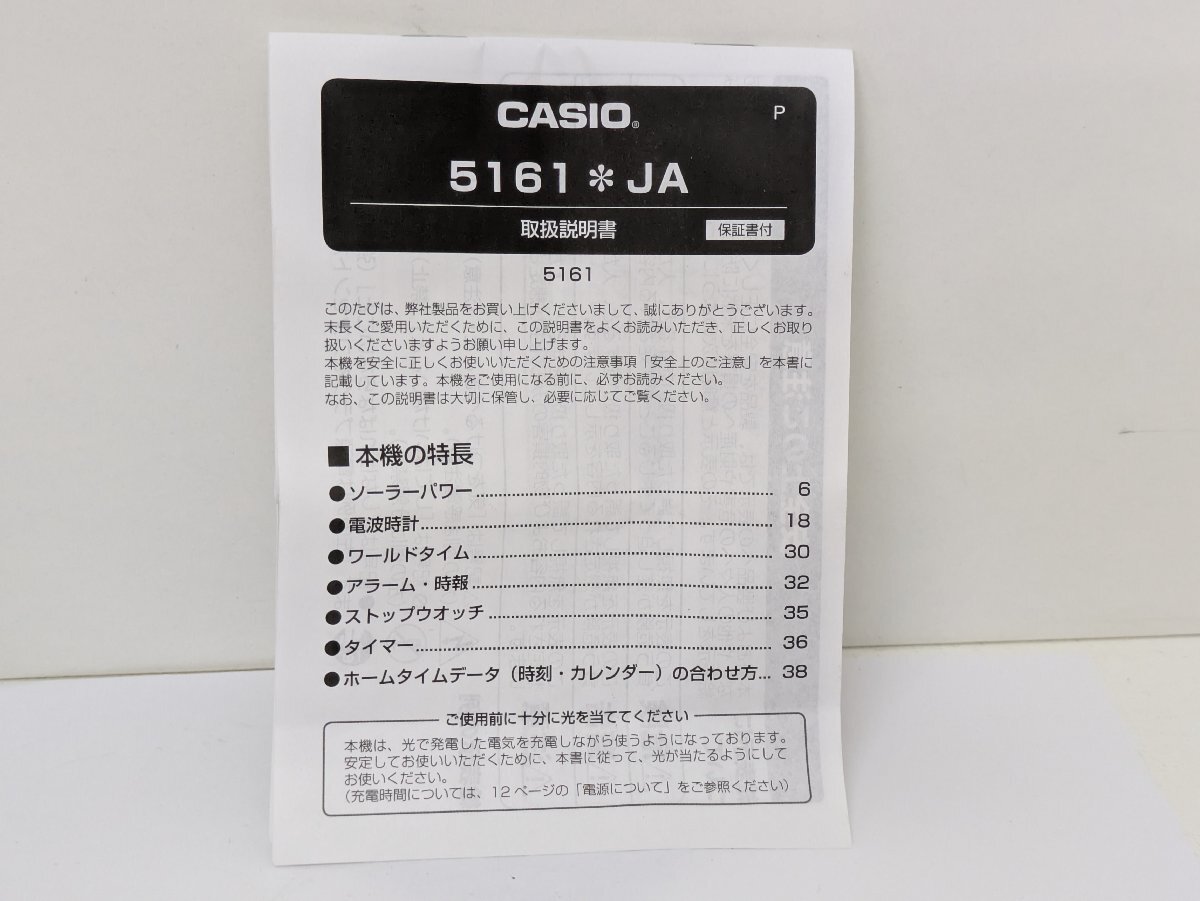 CASIO®
P
5161＊JA
取扱説明書
保証書付
5161
このたびは、弊社製品をお買い上げくださいまして、誠にありがとうございます。
末長くご愛用いただくために、この説明書をよくお読みいただき、正しくお取り
扱いくださいますようお願い申し上げます。
本機を安全に正しくお使いいただくための注意事項「安全上のご注意」を本書に
記載しています。本機をご使用になる前に、必ずお読みください。
なお、この説明書は大切に保管し、必要に応じてご覧ください。
■本機の特長
●ソーラーパワー 6
●電波時計 18
●ワールドタイム 30
●アラーム・時報 32
●ストップウオッチ 35
●タイマー 36
●ホームタイムデータ（時刻・カレンダー）の合わせ方... 38
ご使用前に十分に光を当ててください
本機は、光で発電した電気を充電しながら使うようになっております。
安定してお使いいただくために、本書に従って、光が当たるようにして
お使いください。
（充電時間については、12ページの「電源について」をご参照ください）